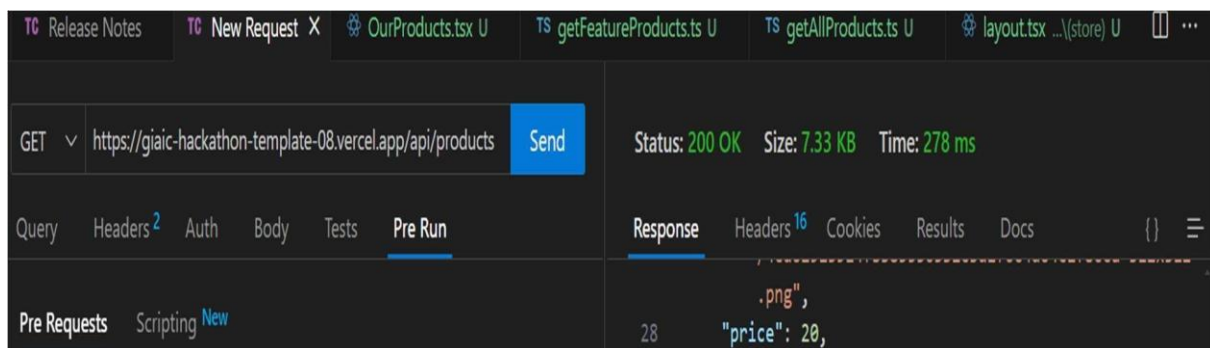 TC Release Notes TC New Request X OurProducts.tsx U TS getFeatureProducts.ts U TS getAllProducts.ts U layout.tsx ...\(store) U ...
GET https://giaic-hackathon-template-08.vercel.app/api/products Send
Status: 200 OK Size: 7.33 KB Time: 278 ms
Query Headers 2 Auth Body Tests Pre Run
Response Headers 16 Cookies Results Docs {}
.png",
Pre Requests Scripting New
28 "price": 20,